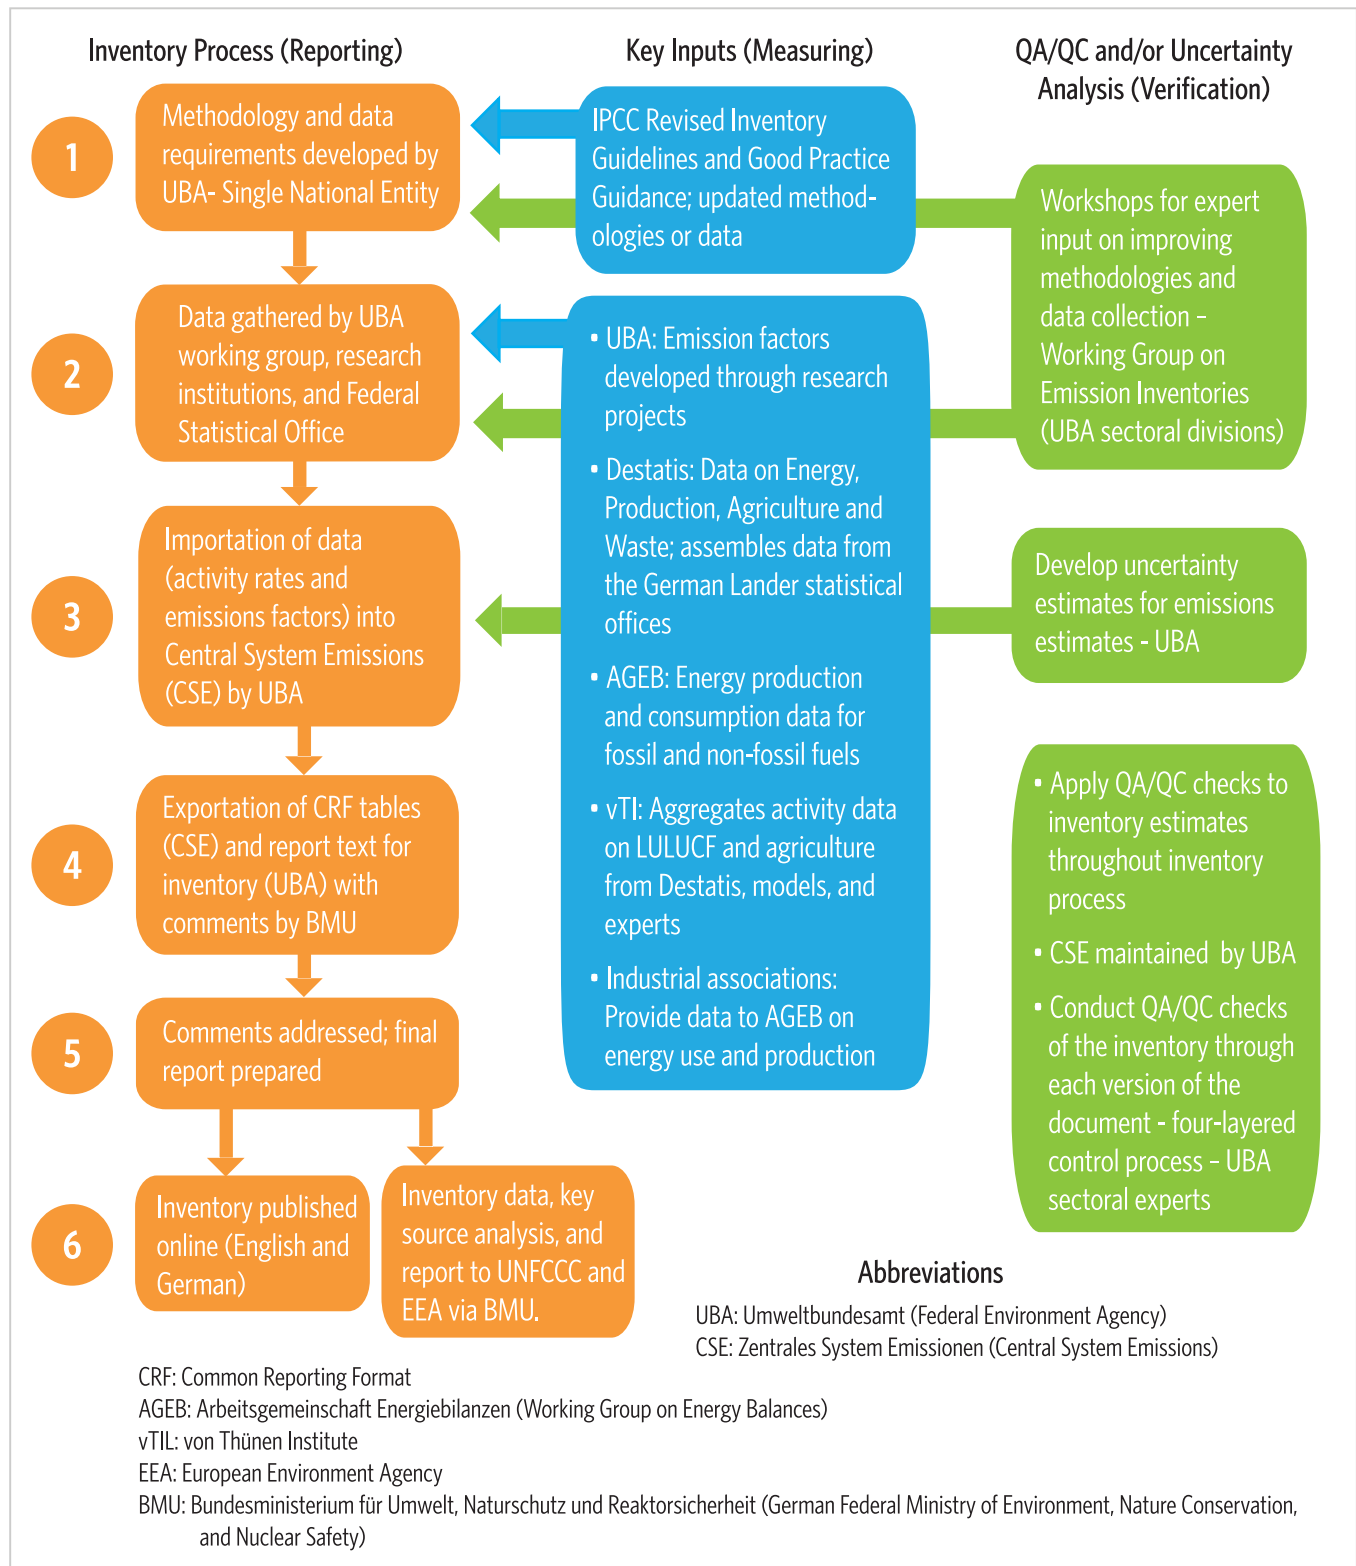 Inventory Process (Reporting)
Key Inputs (Measuring)
QA/QC and/or Uncertainty
Analysis (Verification)
1
Methodology and data
requirements developed by
UBA- Single National Entity
2
Data gathered by UBA
working group, research
institutions, and Federal
Statistical Office
3
Importation of data
(activity rates and
emissions factors) into
Central System Emissions
(CSE) by UBA
4
Exportation of CRF tables
(CSE) and report text for
inventory (UBA) with
comments by BMU
5
Comments addressed; final
report prepared
6
Inventory published
online (English and
German)
Inventory data, key
source analysis, and
report to UNFCCC and
EEA via BMU.
IPCC Revised Inventory
Guidelines and Good Practice
Guidance; updated method-
ologies or data
• UBA: Emission factors
developed through research
projects
• Destatis: Data on Energy,
Production, Agriculture and
Waste; assembles data from
the German Lander statistical
offices
• AGEB: Energy production
and consumption data for
fossil and non-fossil fuels
• vTI: Aggregates activity data
on LULUCF and agriculture
from Destatis, models, and
experts
• Industrial associations:
Provide data to AGEB on
energy use and production
Workshops for expert
input on improving
methodologies and
data collection –
Working Group on
Emission Inventories
(UBA sectoral divisions)
Develop uncertainty
estimates for emissions
estimates - UBA
• Apply QA/QC checks to
inventory estimates
throughout inventory
process
• CSE maintained by UBA
• Conduct QA/QC checks
of the inventory through
each version of the
document - four-layered
control process – UBA
sectoral experts
Abbreviations
UBA: Umweltbundesamt (Federal Environment Agency)
CSE: Zentrales System Emissionen (Central System Emissions)
CRF: Common Reporting Format
AGEB: Arbeitsgemeinschaft Energiebilanzen (Working Group on Energy Balances)
vTIL: von Thünen Institute
EEA: European Environment Agency
BMU: Bundesministerium für Umwelt, Naturschutz und Reaktorsicherheit (German Federal Ministry of Environment, Nature Conservation,
and Nuclear Safety)